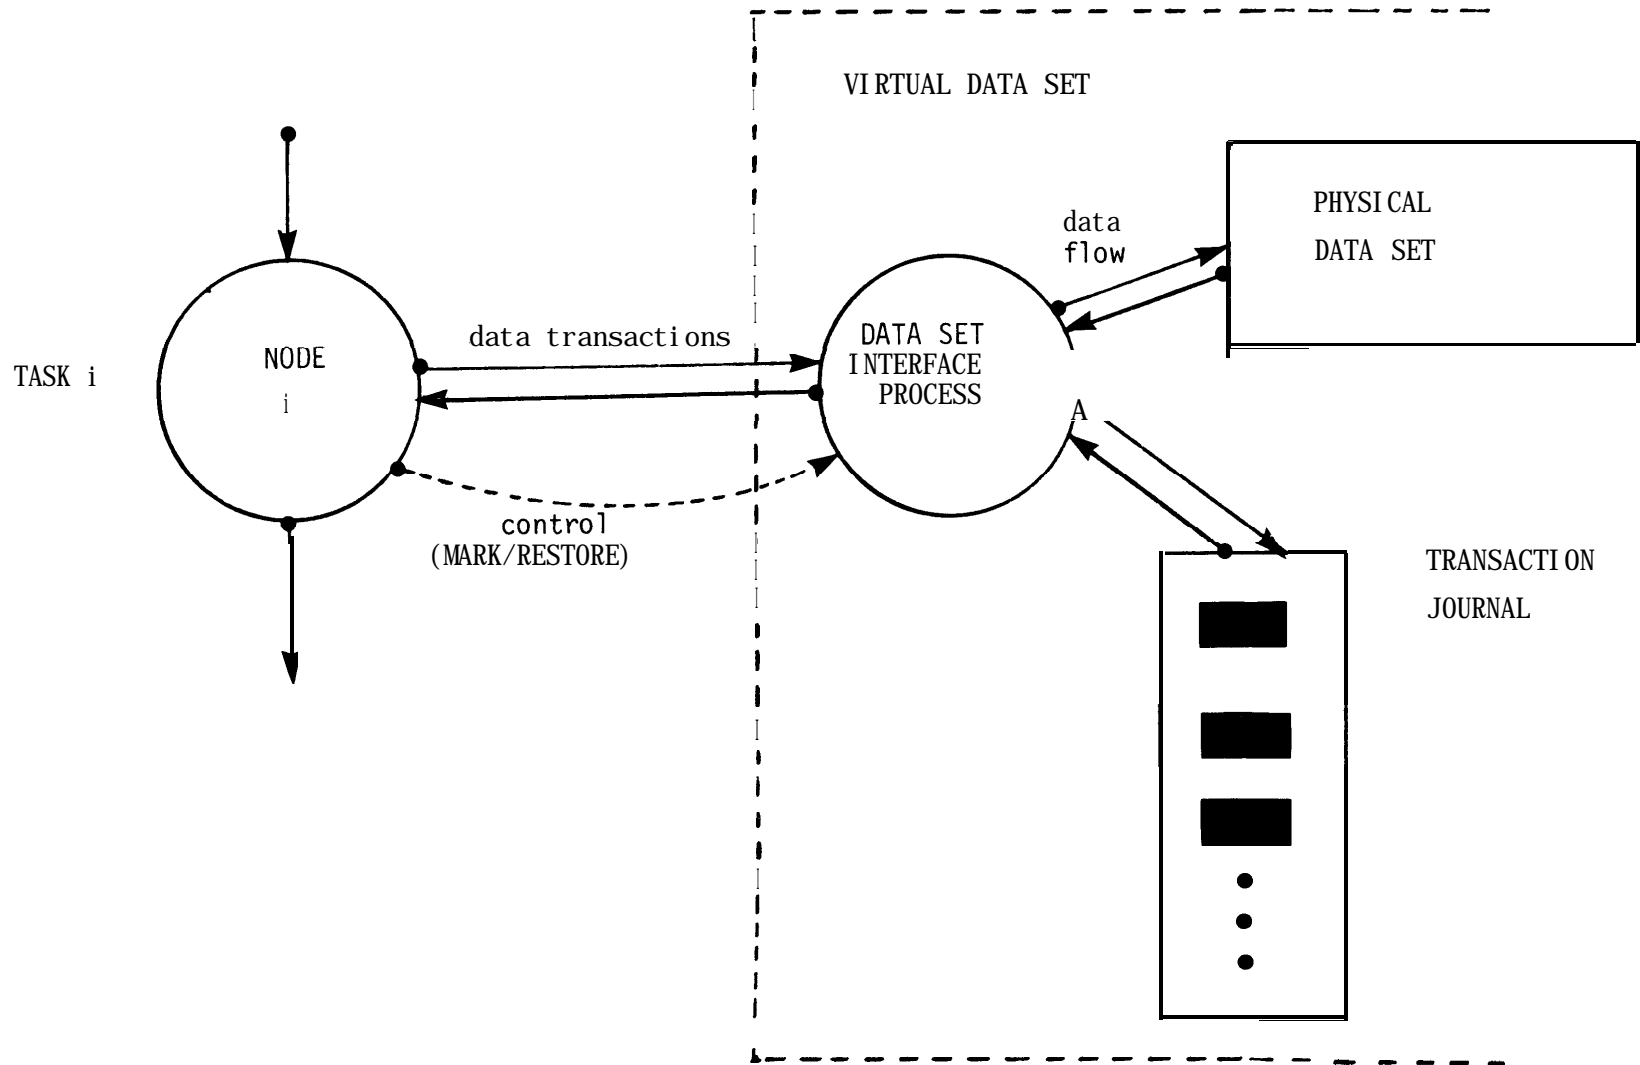 VIRTUAL DATA SET
PHYSICAL
DATA SET
data
flow
DATA SET
INTERFACE
PROCESS
data transactions
NODE
i
TASK i
A
control
(MARK/RESTORE)
TRANSACTION
JOURNAL